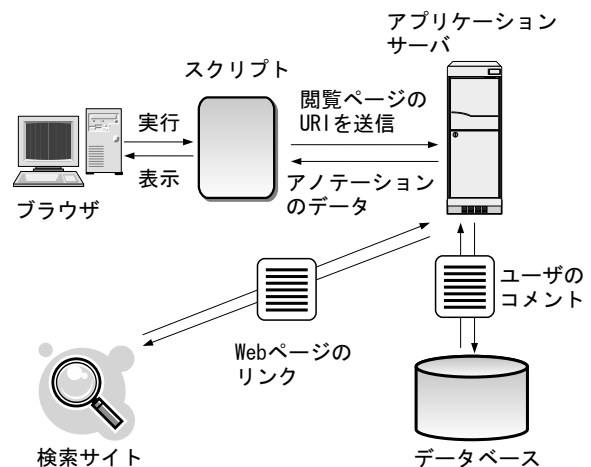 アプリケーション
サーバ
スクリプト
閲覧ページの
URIを送信
実行
表示
アノテーション
のデータ
ブラウザ
ユーザの
コメント
Webページの
リンク
検索サイト
データベース